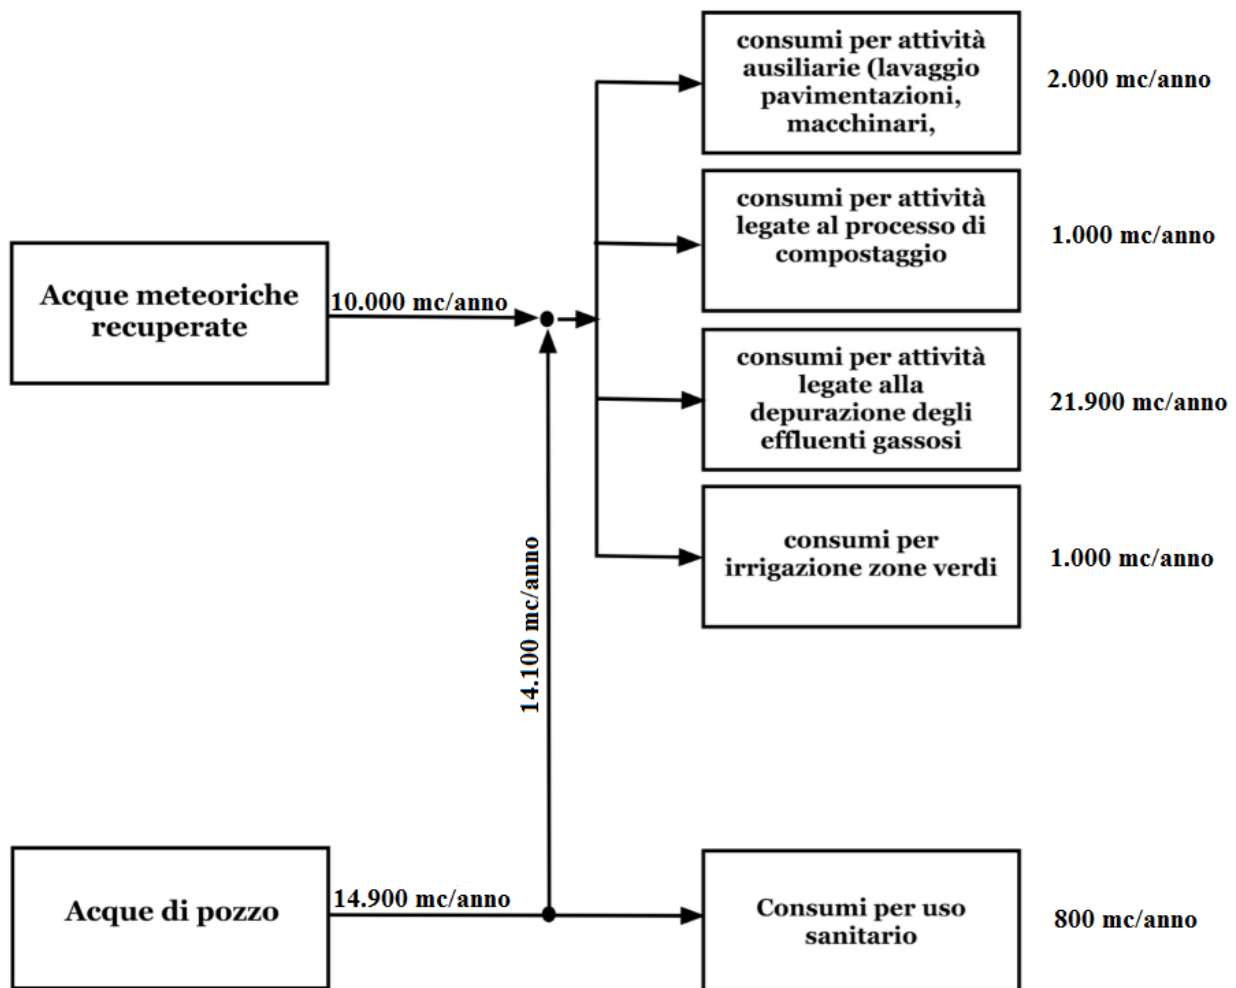 consumi per attività
ausiliarie (lavaggio
pavimentazioni,
macchinari,
2.000 mc/anno
consumi per attività
legate al processo di
compostaggio
1.000 mc/anno
Acque meteoriche
recuperate
10.000 mc/anno
consumi per attività
legate alla
depurazione degli
effluenti gassosi
21.900 mc/anno
consumi per
irrigazione zone verdi
1.000 mc/anno
14.100 mc/anno
Acque di pozzo
14.900 mc/anno
Consumi per uso
sanitario
800 mc/anno